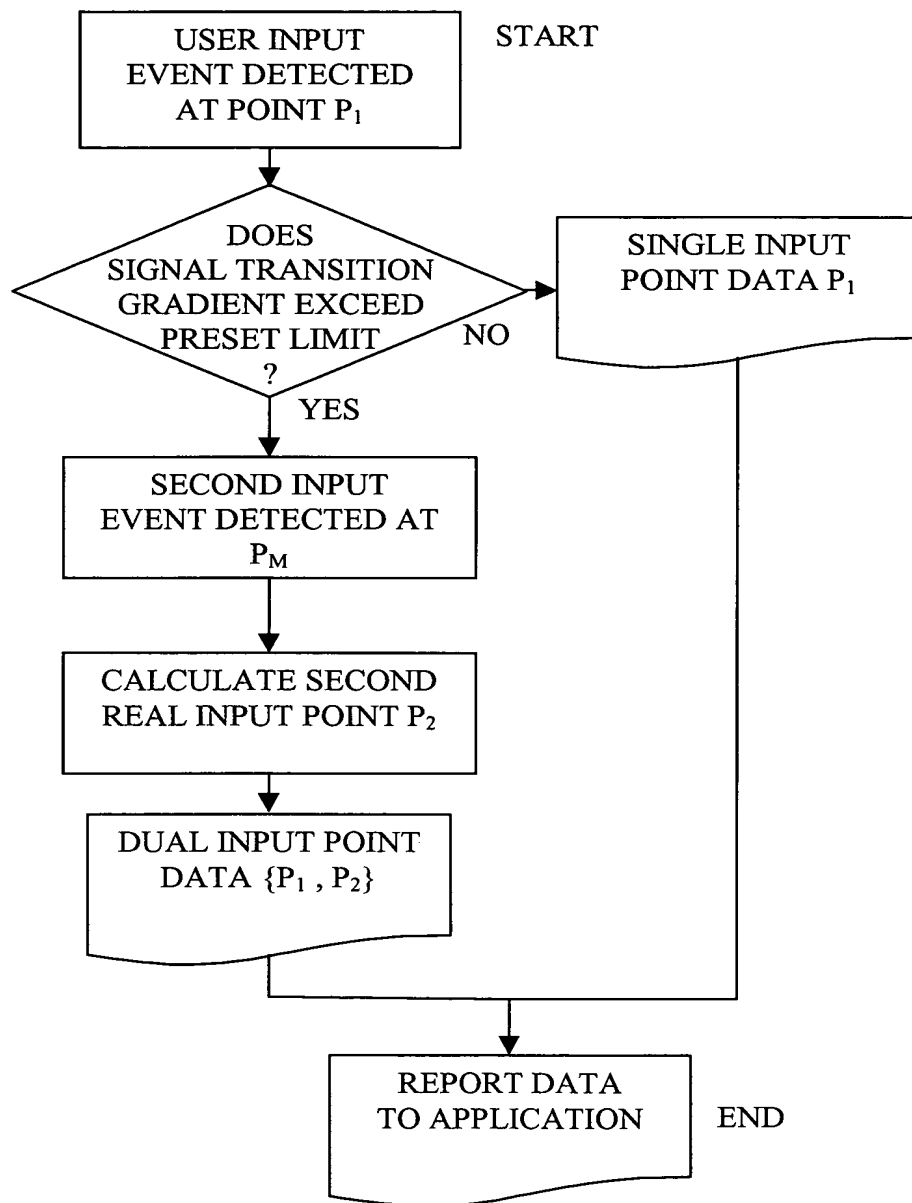 USER INPUT
EVENT DETECTED
AT POINT P₁
START
DOES
SIGNAL TRANSITION
GRADIENT EXCEED
PRESET LIMIT
?
NO
SINGLE INPUT
POINT DATA P₁
YES
SECOND INPUT
EVENT DETECTED AT
P_M
CALCULATE SECOND
REAL INPUT POINT P₂
DUAL INPUT POINT
DATA {P₁ , P₂}
REPORT DATA
TO APPLICATION
END